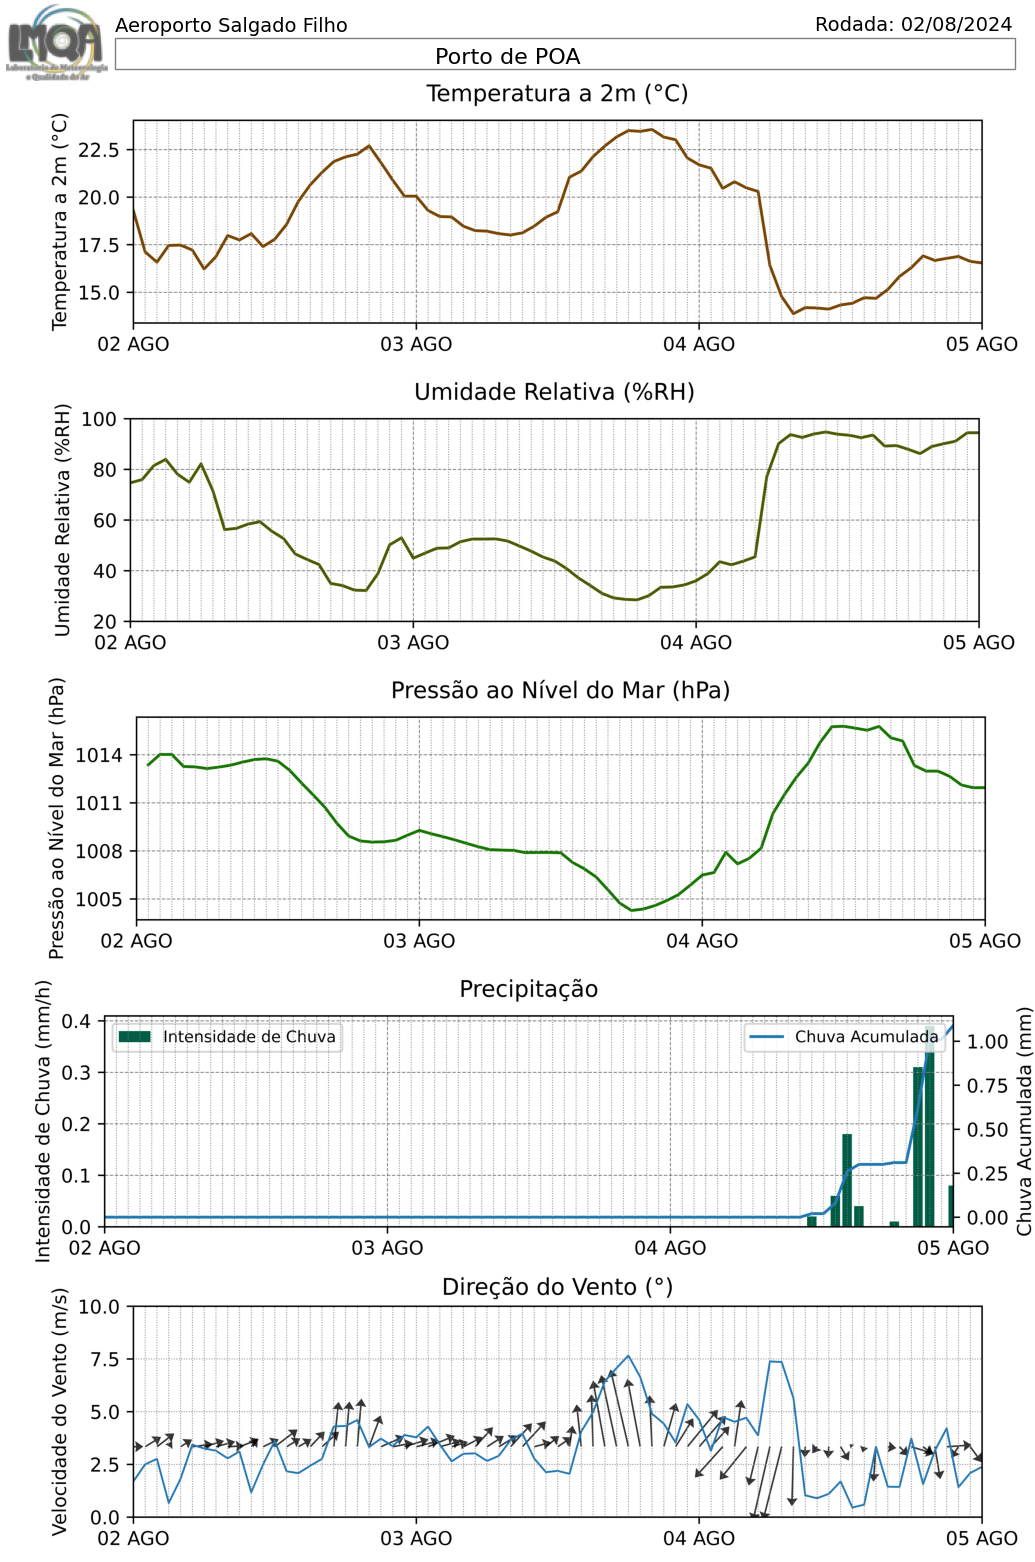 LMQA
Laboratório de Meteorologia
e Qualidade do Ar
Aeroporto Salgado Filho
Rodada: 02/08/2024
Porto de POA
Temperatura a 2m (°C)
Temperatura a 2m (°C)
22.5
20.0
17.5
15.0
02 AGO 03 AGO 04 AGO 05 AGO
Umidade Relativa (%RH)
Umidade Relativa (%RH)
100
80
60
40
20
02 AGO 03 AGO 04 AGO 05 AGO
Pressão ao Nível do Mar (hPa)
Pressão ao Nível do Mar (hPa)
1014
1011
1008
1005
02 AGO 03 AGO 04 AGO 05 AGO
Precipitação
Intensidade de Chuva (mm/h)
0.4
0.3
0.2
0.1
0.0
Intensidade de Chuva
Chuva Acumulada
1.00
0.75
0.50
0.25
0.00
Chuva Acumulada (mm)
02 AGO 03 AGO 04 AGO 05 AGO
Direção do Vento (°)
Velocidade do Vento (m/s)
10.0
7.5
5.0
2.5
0.0
02 AGO 03 AGO 04 AGO 05 AGO